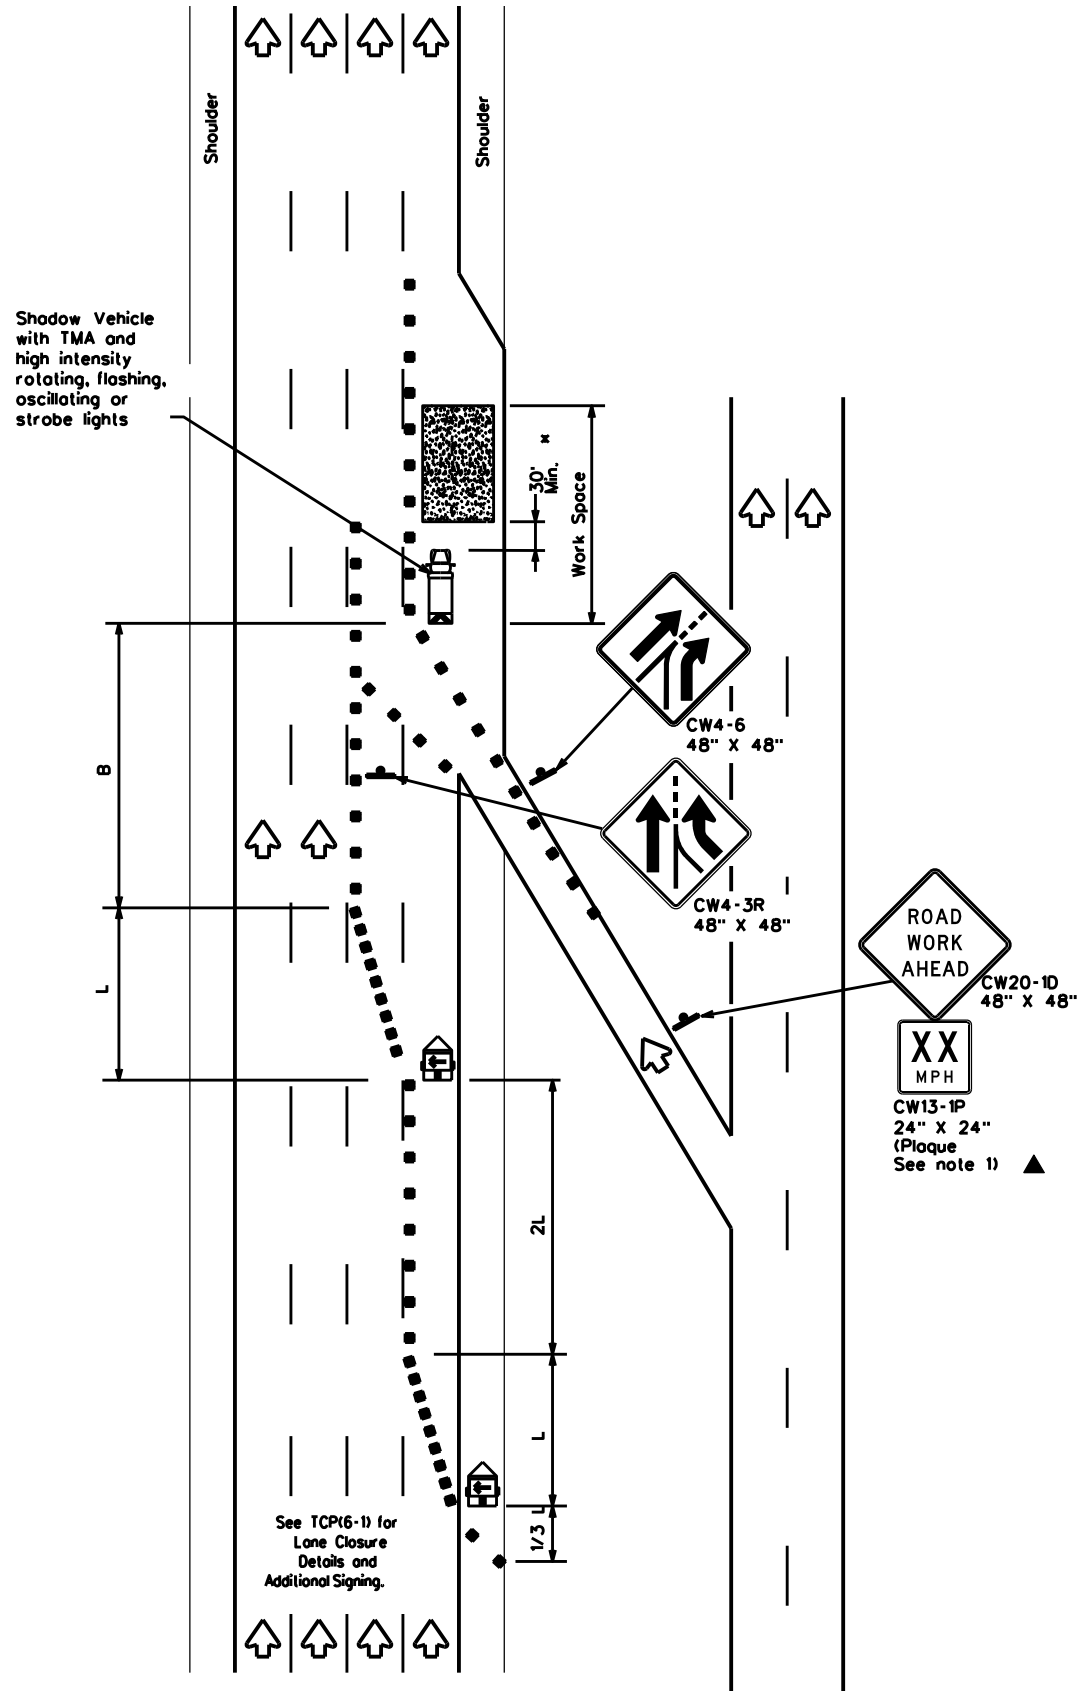 Shoulder
Shoulder
Shadow Vehicle
with TMA and
high intensity
rotating, flashing,
oscillating or
strobe lights
30'
Min.
x
Work Space
CW4-6
48" X 48"
B
CW4-3R
48" X 48"
ROAD
WORK
AHEAD
CW20-1D
48" X 48"
L
XX
MPH
CW13-1P
24" X 24"
(Plaque
See note 1)
2L
L
1/3 L
See TCP(6-1) for
Lane Closure
Details and
Additional Signing.